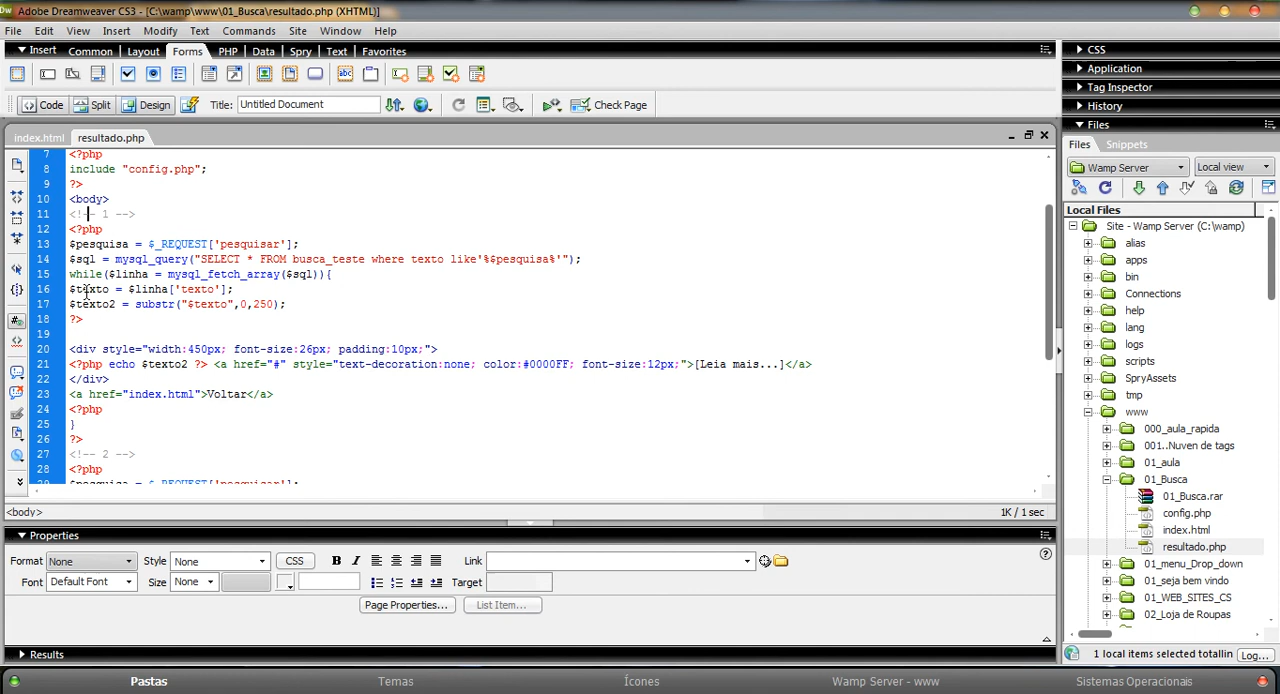 Dw Adobe Dreamweaver CS3 - [C:\wamp\www\01_Busca\resultado.php (XHTML)]
File Edit View Insert Modify Text Commands Site Window Help
Insert Common Layout Forms PHP Data Spry Text Favorites
Code Split Design Title: Untitled Document Check Page
index.html resultado.php
7 <?php
8 include "config.php";
9 ?>
10 <body>
11 <!-- 1 -->
12 <?php
13 $pesquisa = $_REQUEST['pesquisar'];
14 $sql = mysql_query("SELECT * FROM busca_teste where texto like'%$pesquisa%'");
15 while($linha = mysql_fetch_array($sql)){
16 $texto = $linha['texto'];
17 $texto2 = substr("$texto",0,250);
18 ?>
19
20 <div style="width:450px; font-size:26px; padding:10px;">
21 <?php echo $texto2 ?> <a href="#" style="text-decoration:none; color:#0000FF; font-size:12px;">[Leia mais...]</a>
22 </div>
23 <a href="index.html">Voltar</a>
24 <?php
25 }
26 ?>
27 <!-- 2 -->
28 <?php
29 $pesquisa = $_REQUEST['pesquisar'];
<body> 1K / 1 sec
Properties
Format None Style None CSS B I Link
Font Default Font Size None Target
Page Properties... List Item...
Results
CSS
Application
Tag Inspector
History
Files
Files Snippets
Wamp Server Local view
Local Files
Site - Wamp Server (C:\wamp)
alias
apps
bin
Connections
help
lang
logs
scripts
SpryAssets
tmp
www
000_aula_rapida
001..Nuven de tags
01_aula
01_Busca
01_Busca.rar
config.php
index.html
resultado.php
01_menu_Drop_down
01_seja bem vindo
01_WEB_SITES_CS
02_Loja de Roupas
1 local items selected totallin Log...
Pastas Temas Ícones Wamp Server - www Sistemas Operacionais